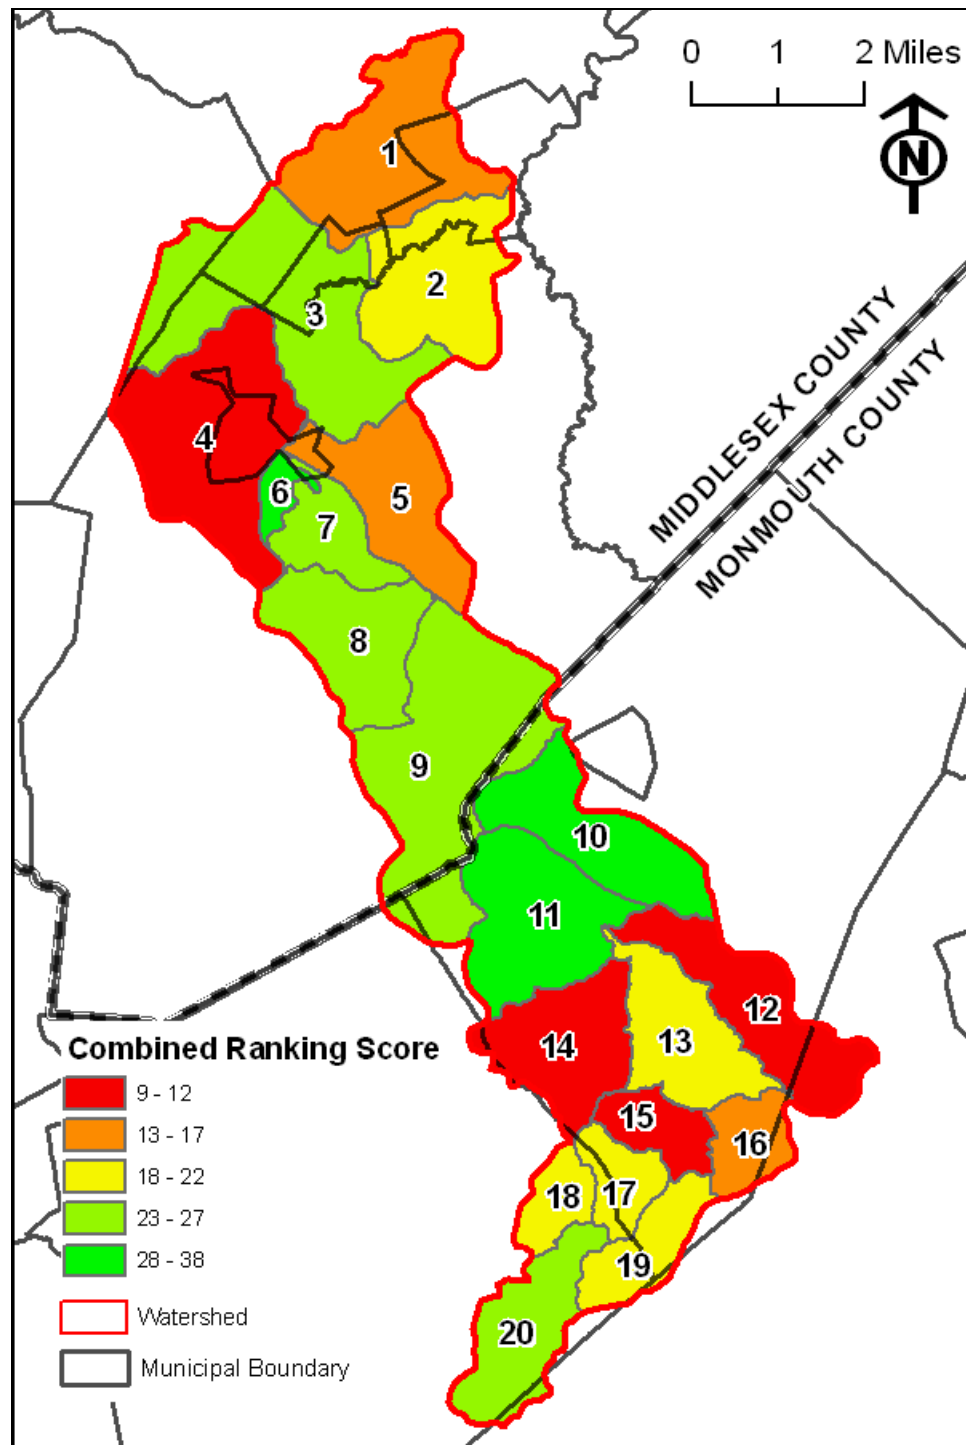 0 1 2 Miles
N
1
2
3
4
5
6
7
8
9
10
11
12
13
14
15
16
17
18
19
20
MIDDLESEX COUNTY
MONMOUTH COUNTY
Combined Ranking Score
9 - 12
13 - 17
18 - 22
23 - 27
28 - 38
Watershed
Municipal Boundary